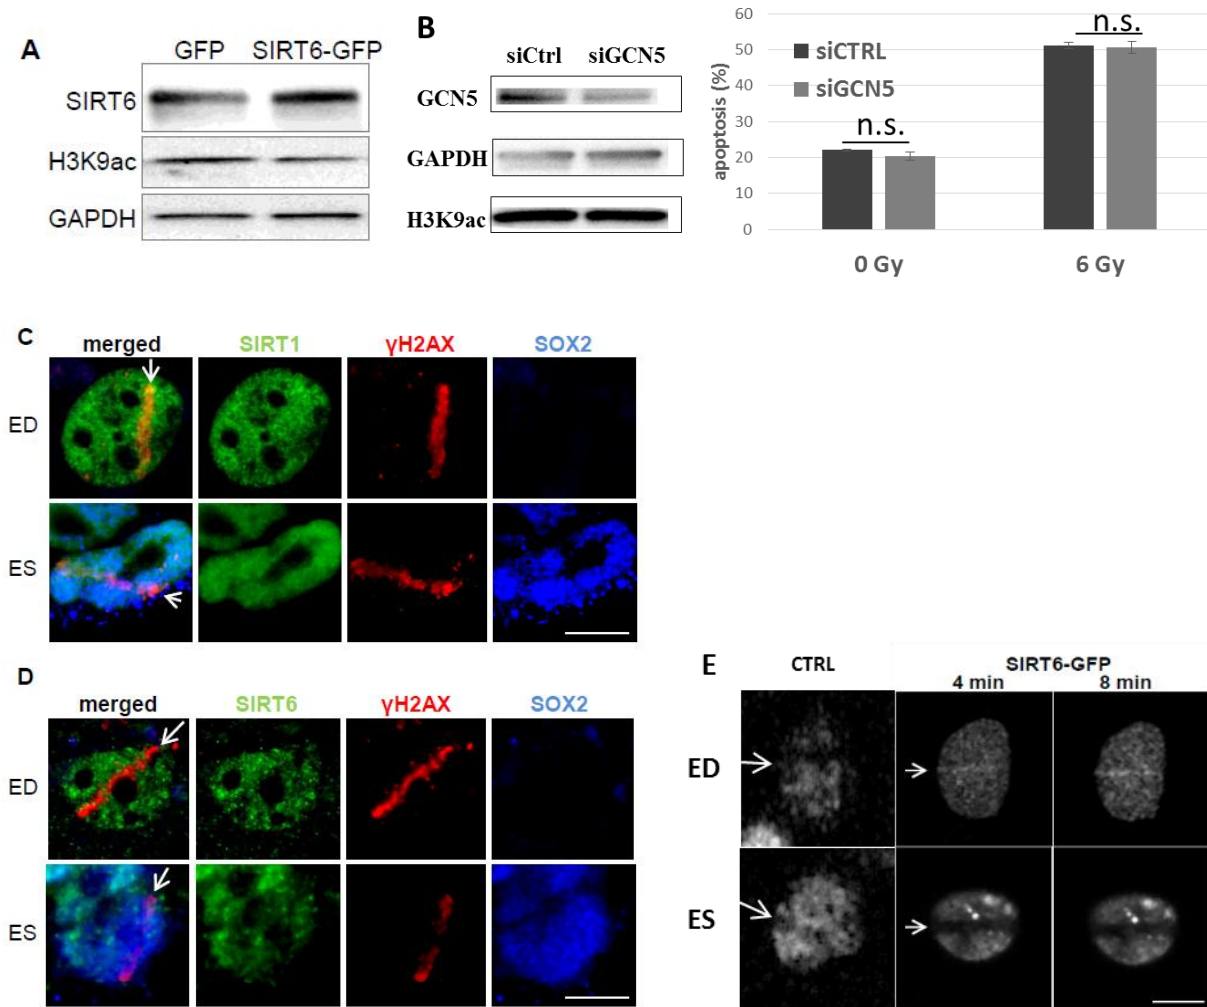 A
GFP SIRT6-GFP
SIRT6
H3K9ac
GAPDH
B
siCtrl siGCN5
GCN5
GAPDH
H3K9ac
apoptosis (%)
60
50
40
30
20
10
0
siCTRL
siGCN5
n.s.
n.s.
0 Gy 6 Gy
C
merged SIRT1 γH2AX SOX2
ED
ES
D
merged SIRT6 γH2AX SOX2
ED
ES
E
CTRL SIRT6-GFP
4 min 8 min
ED
ES